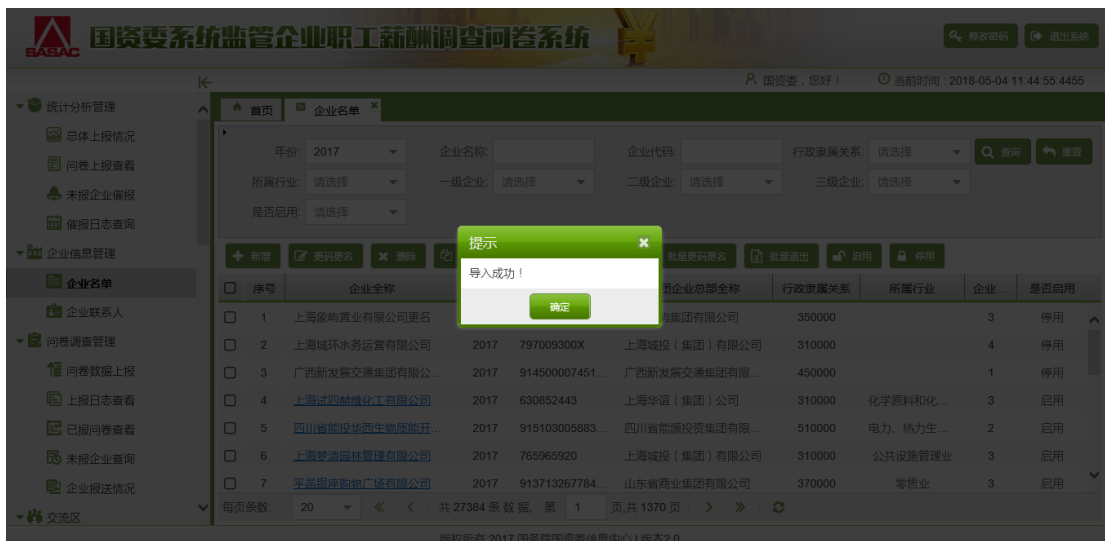 国资委系统监管企业职工薪酬调查问卷系统
SASAC
修改密码 退出系统
国资委，您好！ 当前时间：2018-05-04 11:44:55:4455
统计分析管理
总体上报情况
问卷上报查看
未报企业催报
催报日志查询
企业信息管理
企业名单
企业联系人
问卷调查管理
问卷数据上报
上报日志查看
已报问卷查看
未报企业查询
企业报送情况
交流区
首页 企业名单
年份: 2017 企业名称: 企业代码: 行政隶属关系: 请选择 查询 重置
所属行业: 请选择 一级企业: 请选择 二级企业: 请选择 三级企业: 请选择
是否启用: 请选择
新增 更码更名 删除 批量更码更名 批量退出 启用 停用
提示
导入成功！
确定
序号 企业全称 团企业总部全称 行政隶属关系 所属行业 企业... 是否启用
1 上海象屿置业有限公司更名 集团有限公司 350000 3 停用
2 上海城环水务运营有限公司 2017 797009300X 上海城投（集团）有限公司 310000 4 停用
3 广西新发展交通集团有限公... 2017 914500007451... 广西新发展交通集团有限... 450000 1 停用
4 上海试四赫维化工有限公司 2017 630852443 上海华谊（集团）公司 310000 化学原料和化... 3 启用
5 四川省能投华西生物质能开... 2017 915103005883... 四川省能源投资集团有限... 510000 电力、热力生... 2 启用
6 上海梦清园林管理有限公司 2017 765965920 上海城投（集团）有限公司 310000 公共设施管理业 3 启用
7 平邑银座购物广场有限公司 2017 913713267784... 山东省商业集团有限公司 370000 零售业 3 启用
每页条数: 20 共 27384 条 数 据, 第 1 页,共 1370 页
版权所有 2017 国务院国资委信息中心 | 版本2.0